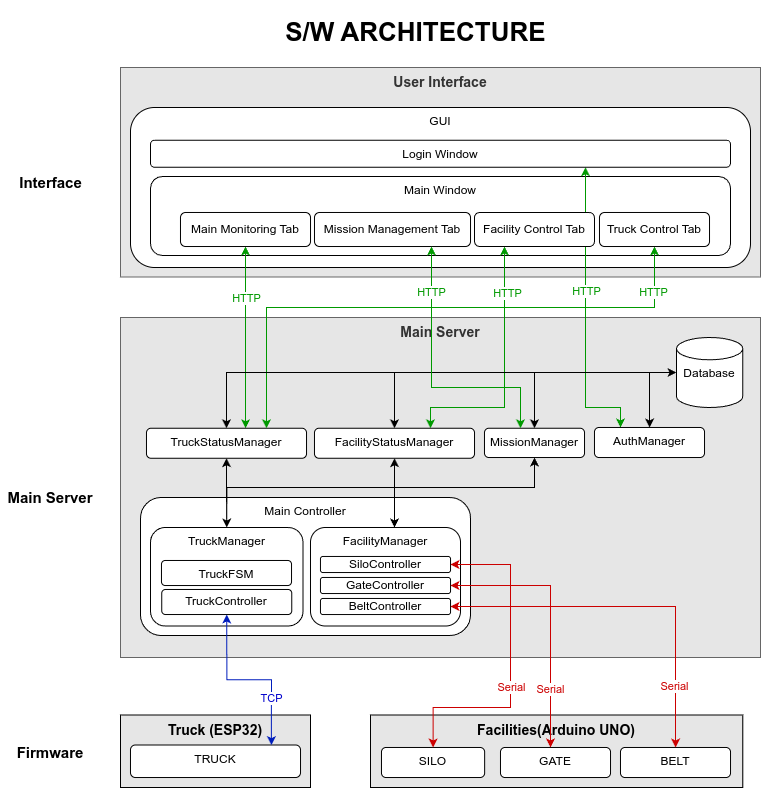 S/W ARCHITECTURE
User Interface
GUI
Login Window
Interface
Main Window
Main Monitoring Tab
Mission Management Tab
Facility Control Tab
Truck Control Tab
HTTP
HTTP
HTTP
HTTP
HTTP
Main Server
Database
TruckStatusManager
FacilityStatusManager
MissionManager
AuthManager
Main Server
Main Controller
TruckManager
TruckFSM
TruckController
FacilityManager
SiloController
GateController
BeltController
TCP
Serial
Serial
Serial
Firmware
Truck (ESP32)
TRUCK
Facilities(Arduino UNO)
SILO
GATE
BELT